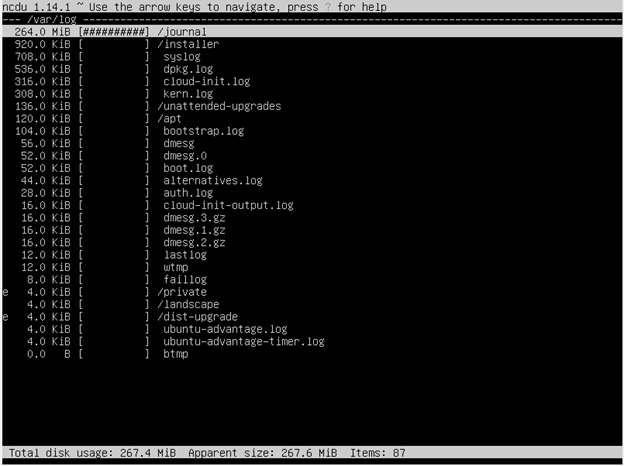 ncdu 1.14.1 ~ Use the arrow keys to navigate, press ? for help
--- /var/log ---------------------------------------------------------------------------------------
  264.0 MiB [##########] /journal
  920.0 KiB [          ] /installer
  708.0 KiB [          ]  syslog
  536.0 KiB [          ]  dpkg.log
  316.0 KiB [          ]  cloud-init.log
  308.0 KiB [          ]  kern.log
  136.0 KiB [          ] /unattended-upgrades
  120.0 KiB [          ] /apt
  104.0 KiB [          ]  bootstrap.log
   56.0 KiB [          ]  dmesg
   52.0 KiB [          ]  dmesg.0
   52.0 KiB [          ]  boot.log
   44.0 KiB [          ]  alternatives.log
   28.0 KiB [          ]  auth.log
   16.0 KiB [          ]  cloud-init-output.log
   16.0 KiB [          ]  dmesg.3.gz
   16.0 KiB [          ]  dmesg.1.gz
   16.0 KiB [          ]  dmesg.2.gz
   12.0 KiB [          ]  lastlog
   12.0 KiB [          ]  wtmp
    8.0 KiB [          ]  faillog
e   4.0 KiB [          ] /private
    4.0 KiB [          ] /landscape
e   4.0 KiB [          ] /dist-upgrade
    4.0 KiB [          ]  ubuntu-advantage.log
    4.0 KiB [          ]  ubuntu-advantage-timer.log
    0.0   B [          ]  btmp
Total disk usage: 267.4 MiB  Apparent size: 267.6 MiB  Items: 87